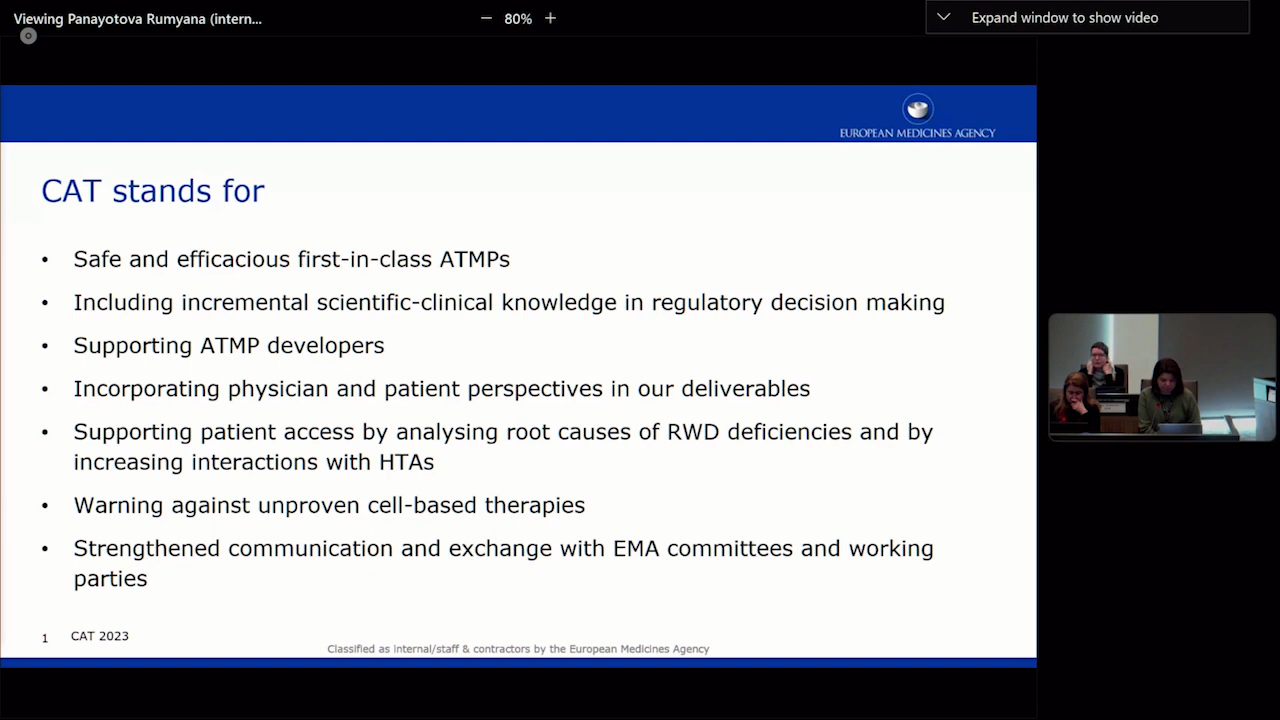 Viewing Panayotova Rumyana (intern...
80%
Expand window to show video
EUROPEAN MEDICINES AGENCY
CAT stands for
• Safe and efficacious first-in-class ATMPs
• Including incremental scientific-clinical knowledge in regulatory decision making
• Supporting ATMP developers
• Incorporating physician and patient perspectives in our deliverables
• Supporting patient access by analysing root causes of RWD deficiencies and by
increasing interactions with HTAs
• Warning against unproven cell-based therapies
• Strengthened communication and exchange with EMA committees and working
parties
1 CAT 2023
Classified as internal/staff & contractors by the European Medicines Agency